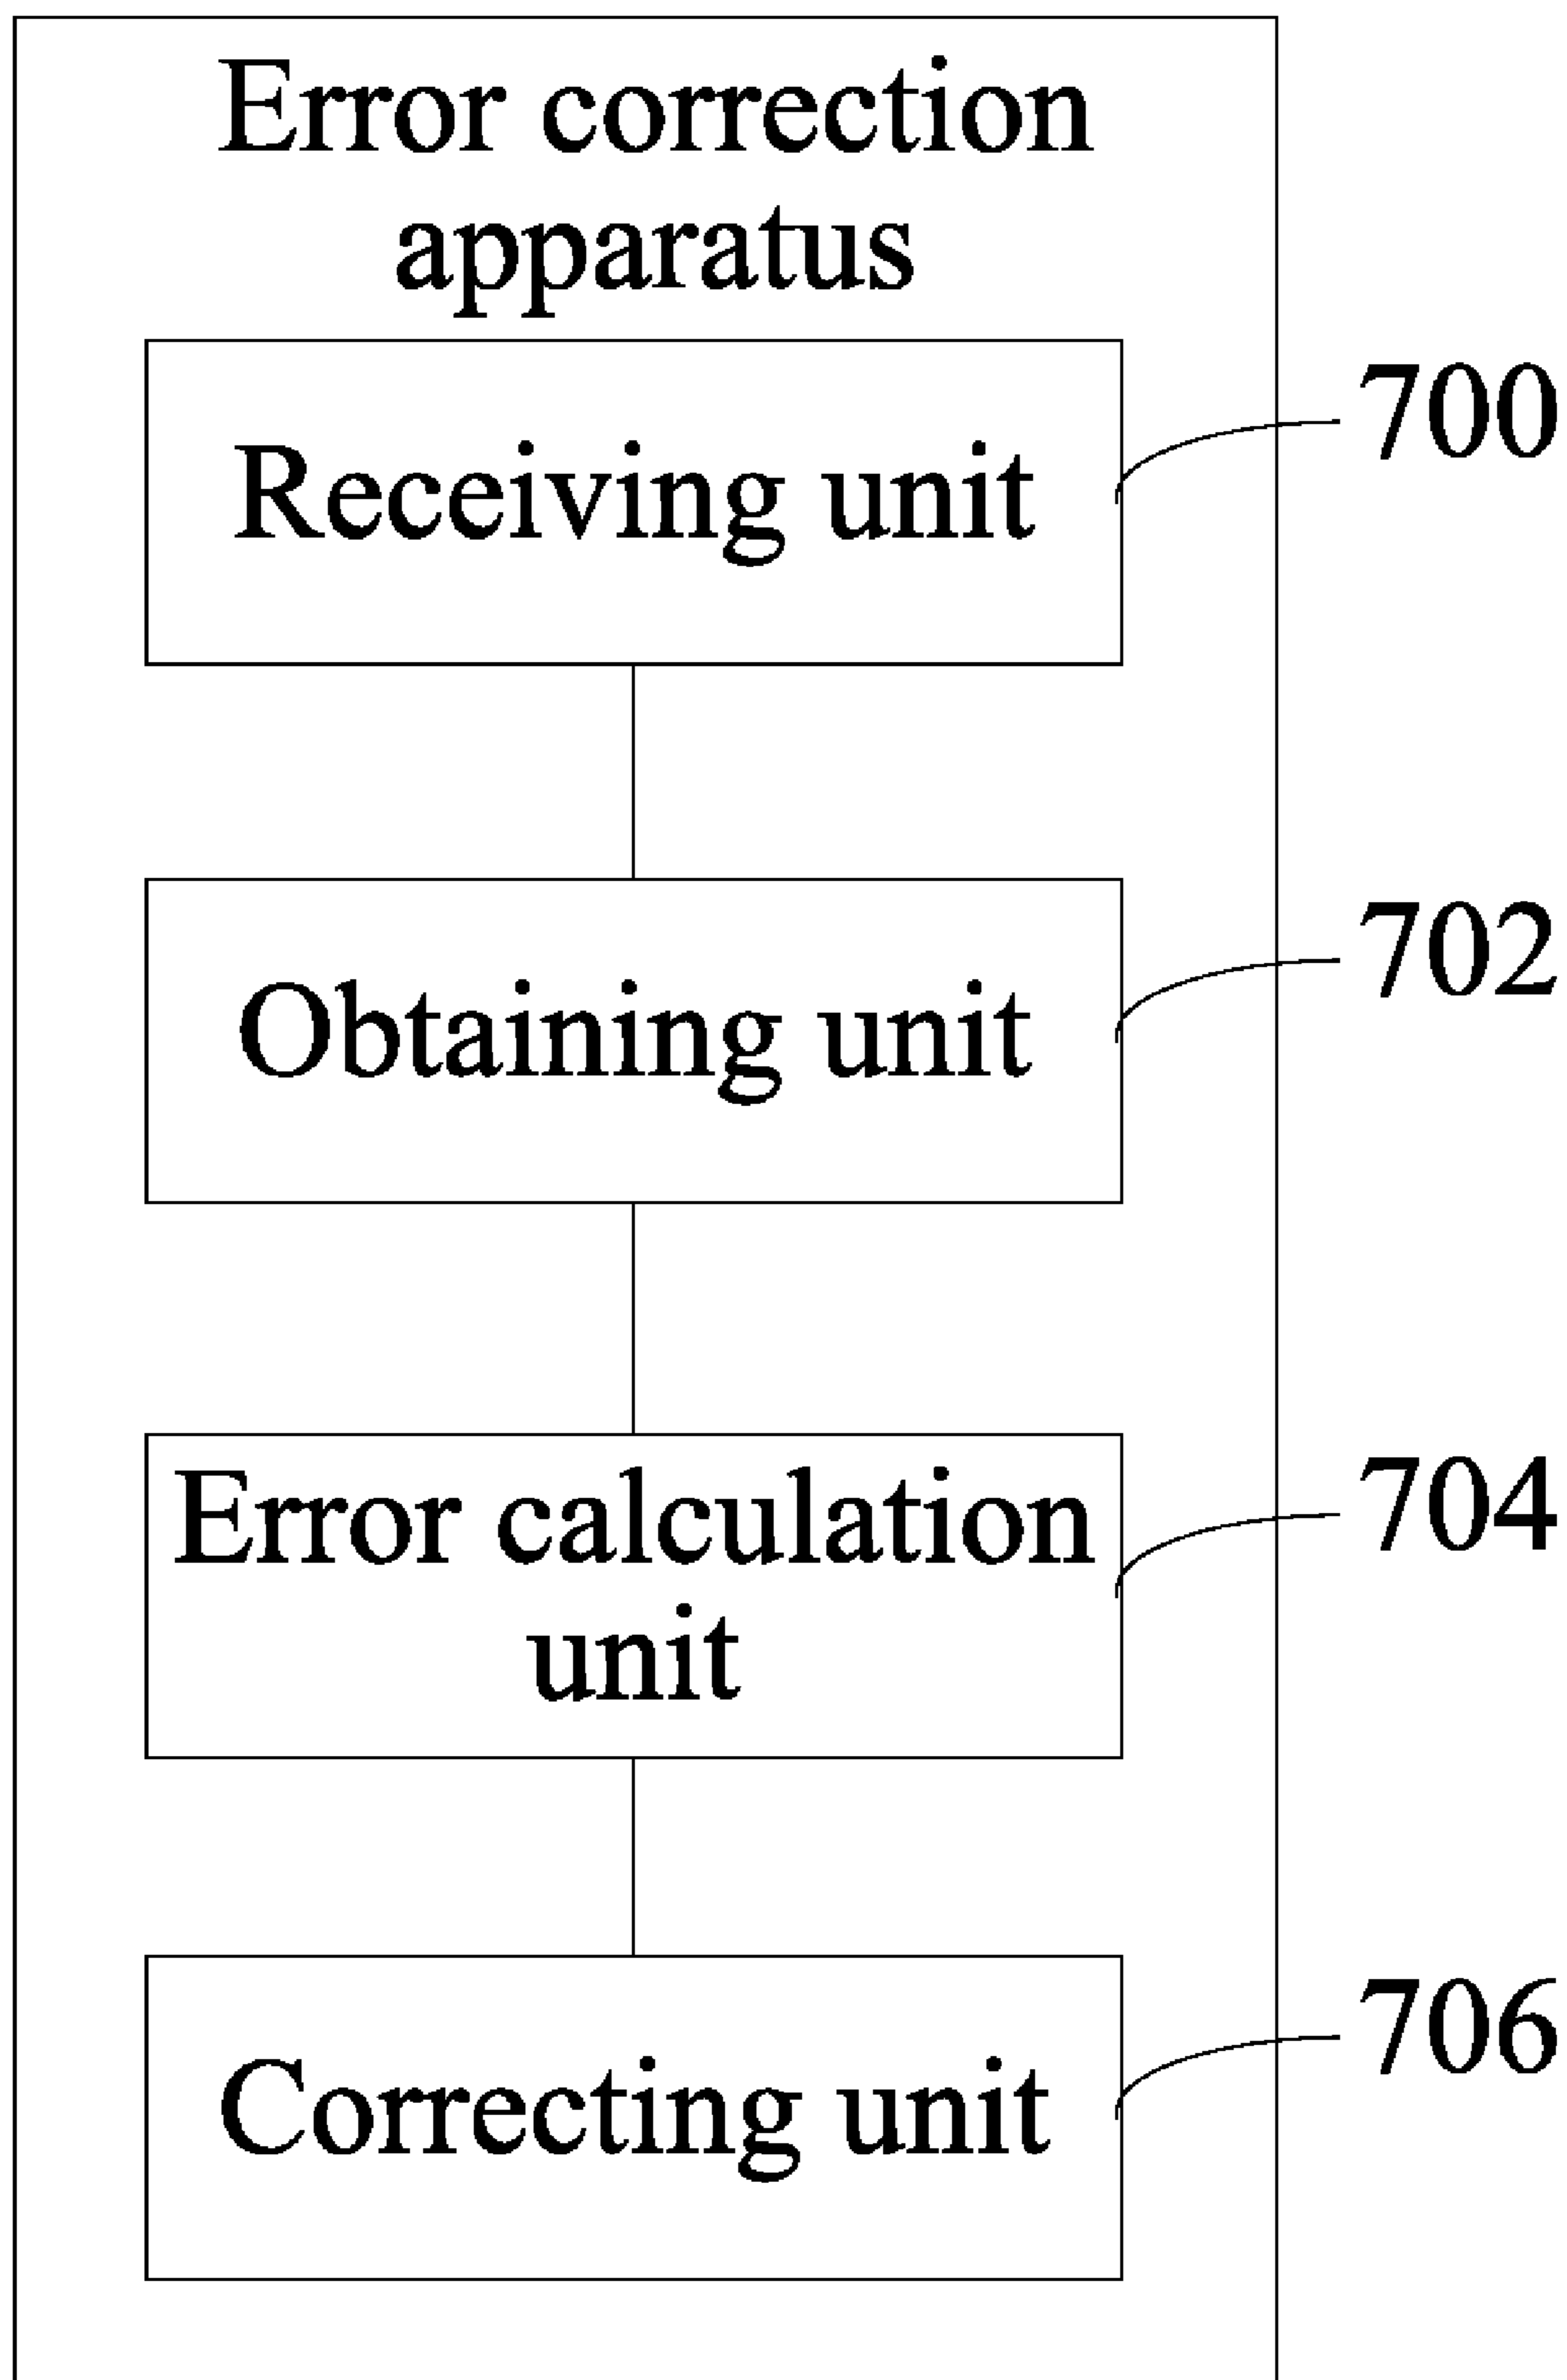 Error correction
apparatus
Receiving unit
700
Obtaining unit
702
Error calculation
unit
704
Correcting unit
706